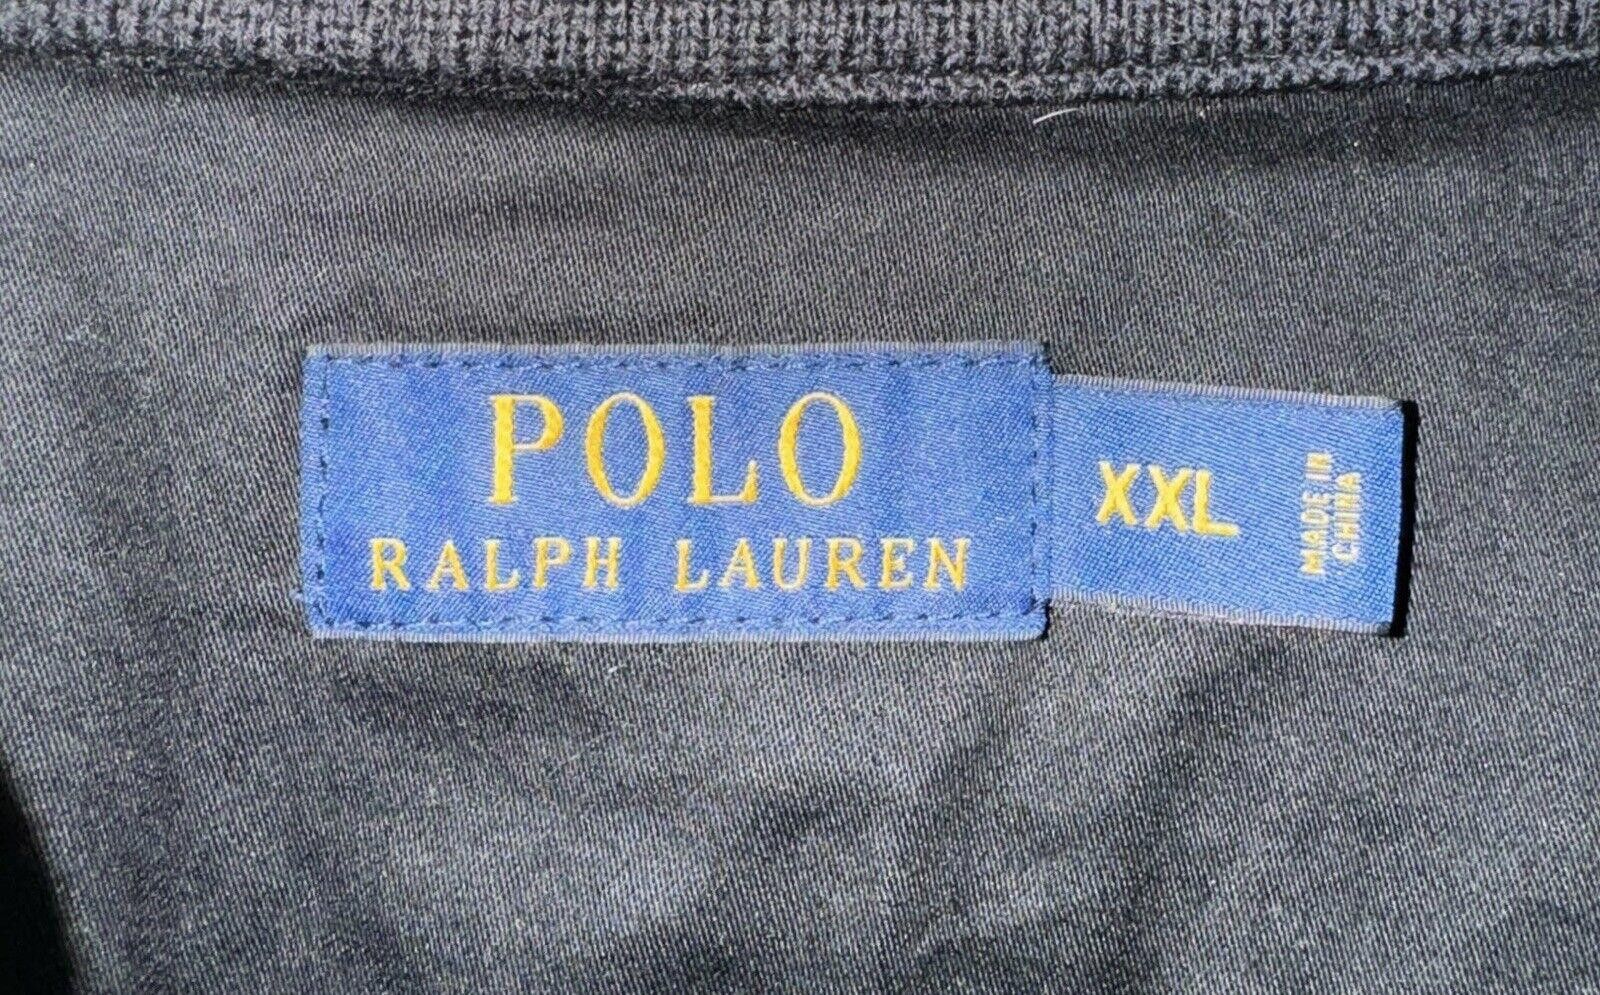 POLO
RALPH LAUREN
XXL
MADE IN
CHINA